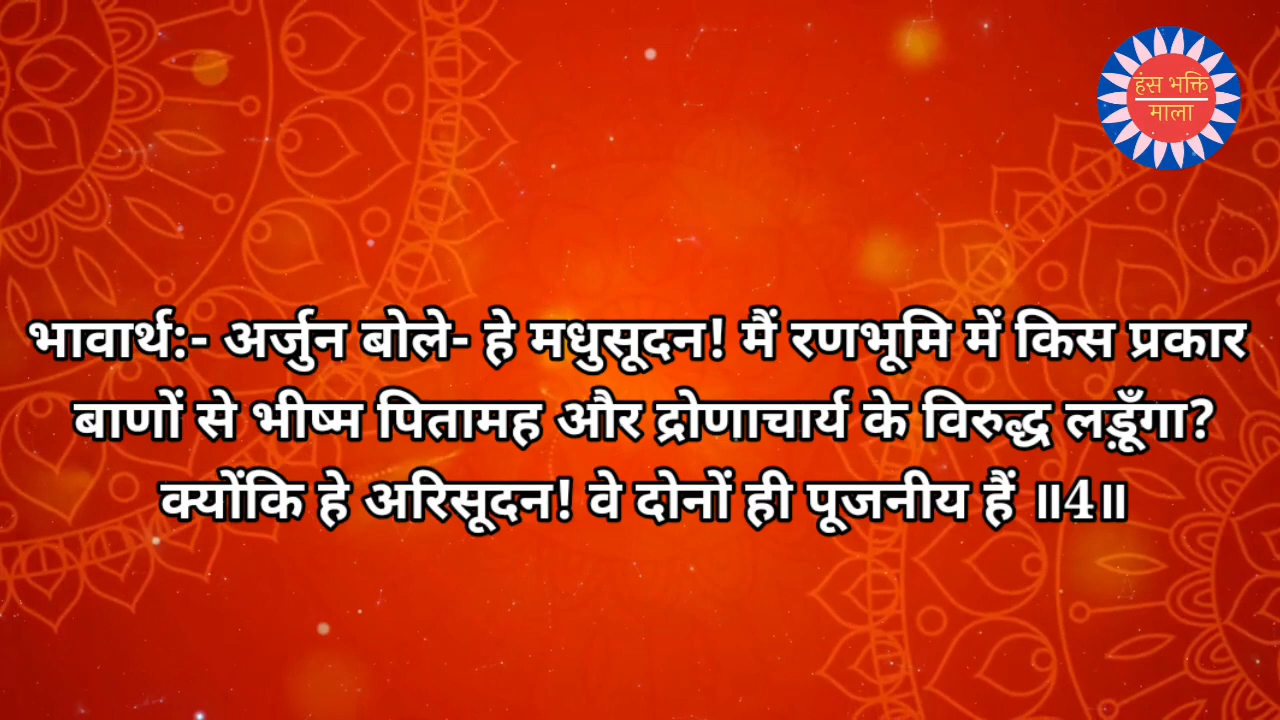 हंस भक्ति
माला
भावार्थ:- अर्जुन बोले- हे मधुसूदन! मैं रणभूमि में किस प्रकार
बाणों से भीष्म पितामह और द्रोणाचार्य के विरुद्ध लड़ूँगा?
क्योंकि हे अरिसूदन! वे दोनों ही पूजनीय हैं ॥4॥